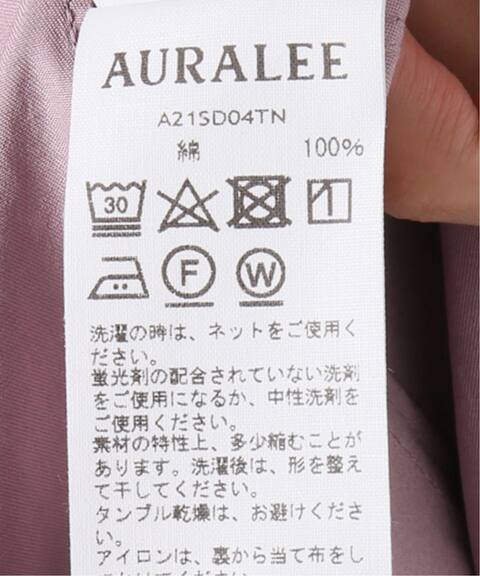 AURALEE
A21SD04TN
綿 100%
30
F W
洗濯の時は、ネットをご使用く
ださい。
蛍光剤の配合されていない洗剤
をご使用になるか、中性洗剤を
ご使用ください。
素材の特性上、多少縮むことが
あります。洗濯後は、形を整え
て干してください。
タンブル乾燥は、お避けくださ
い。
アイロンは、裏から当て布をし